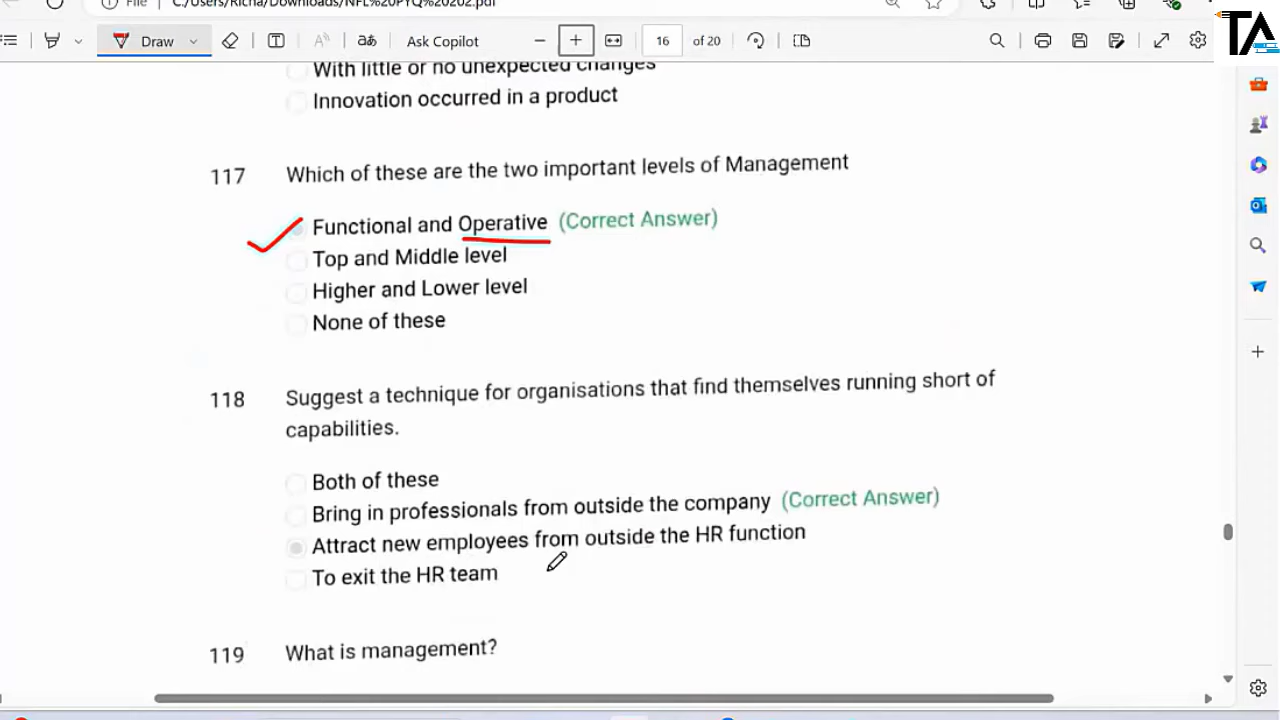 File
C:/Users/Richa/Downloads/NFL%20PYQ%20202.pdf
Draw
Ask Copilot
16
of 20
TA
With little or no unexpected changes
Innovation occurred in a product
117
Which of these are the two important levels of Management
Functional and Operative (Correct Answer)
Top and Middle level
Higher and Lower level
None of these
118
Suggest a technique for organisations that find themselves running short of
capabilities.
Both of these
Bring in professionals from outside the company (Correct Answer)
Attract new employees from outside the HR function
To exit the HR team
119
What is management?